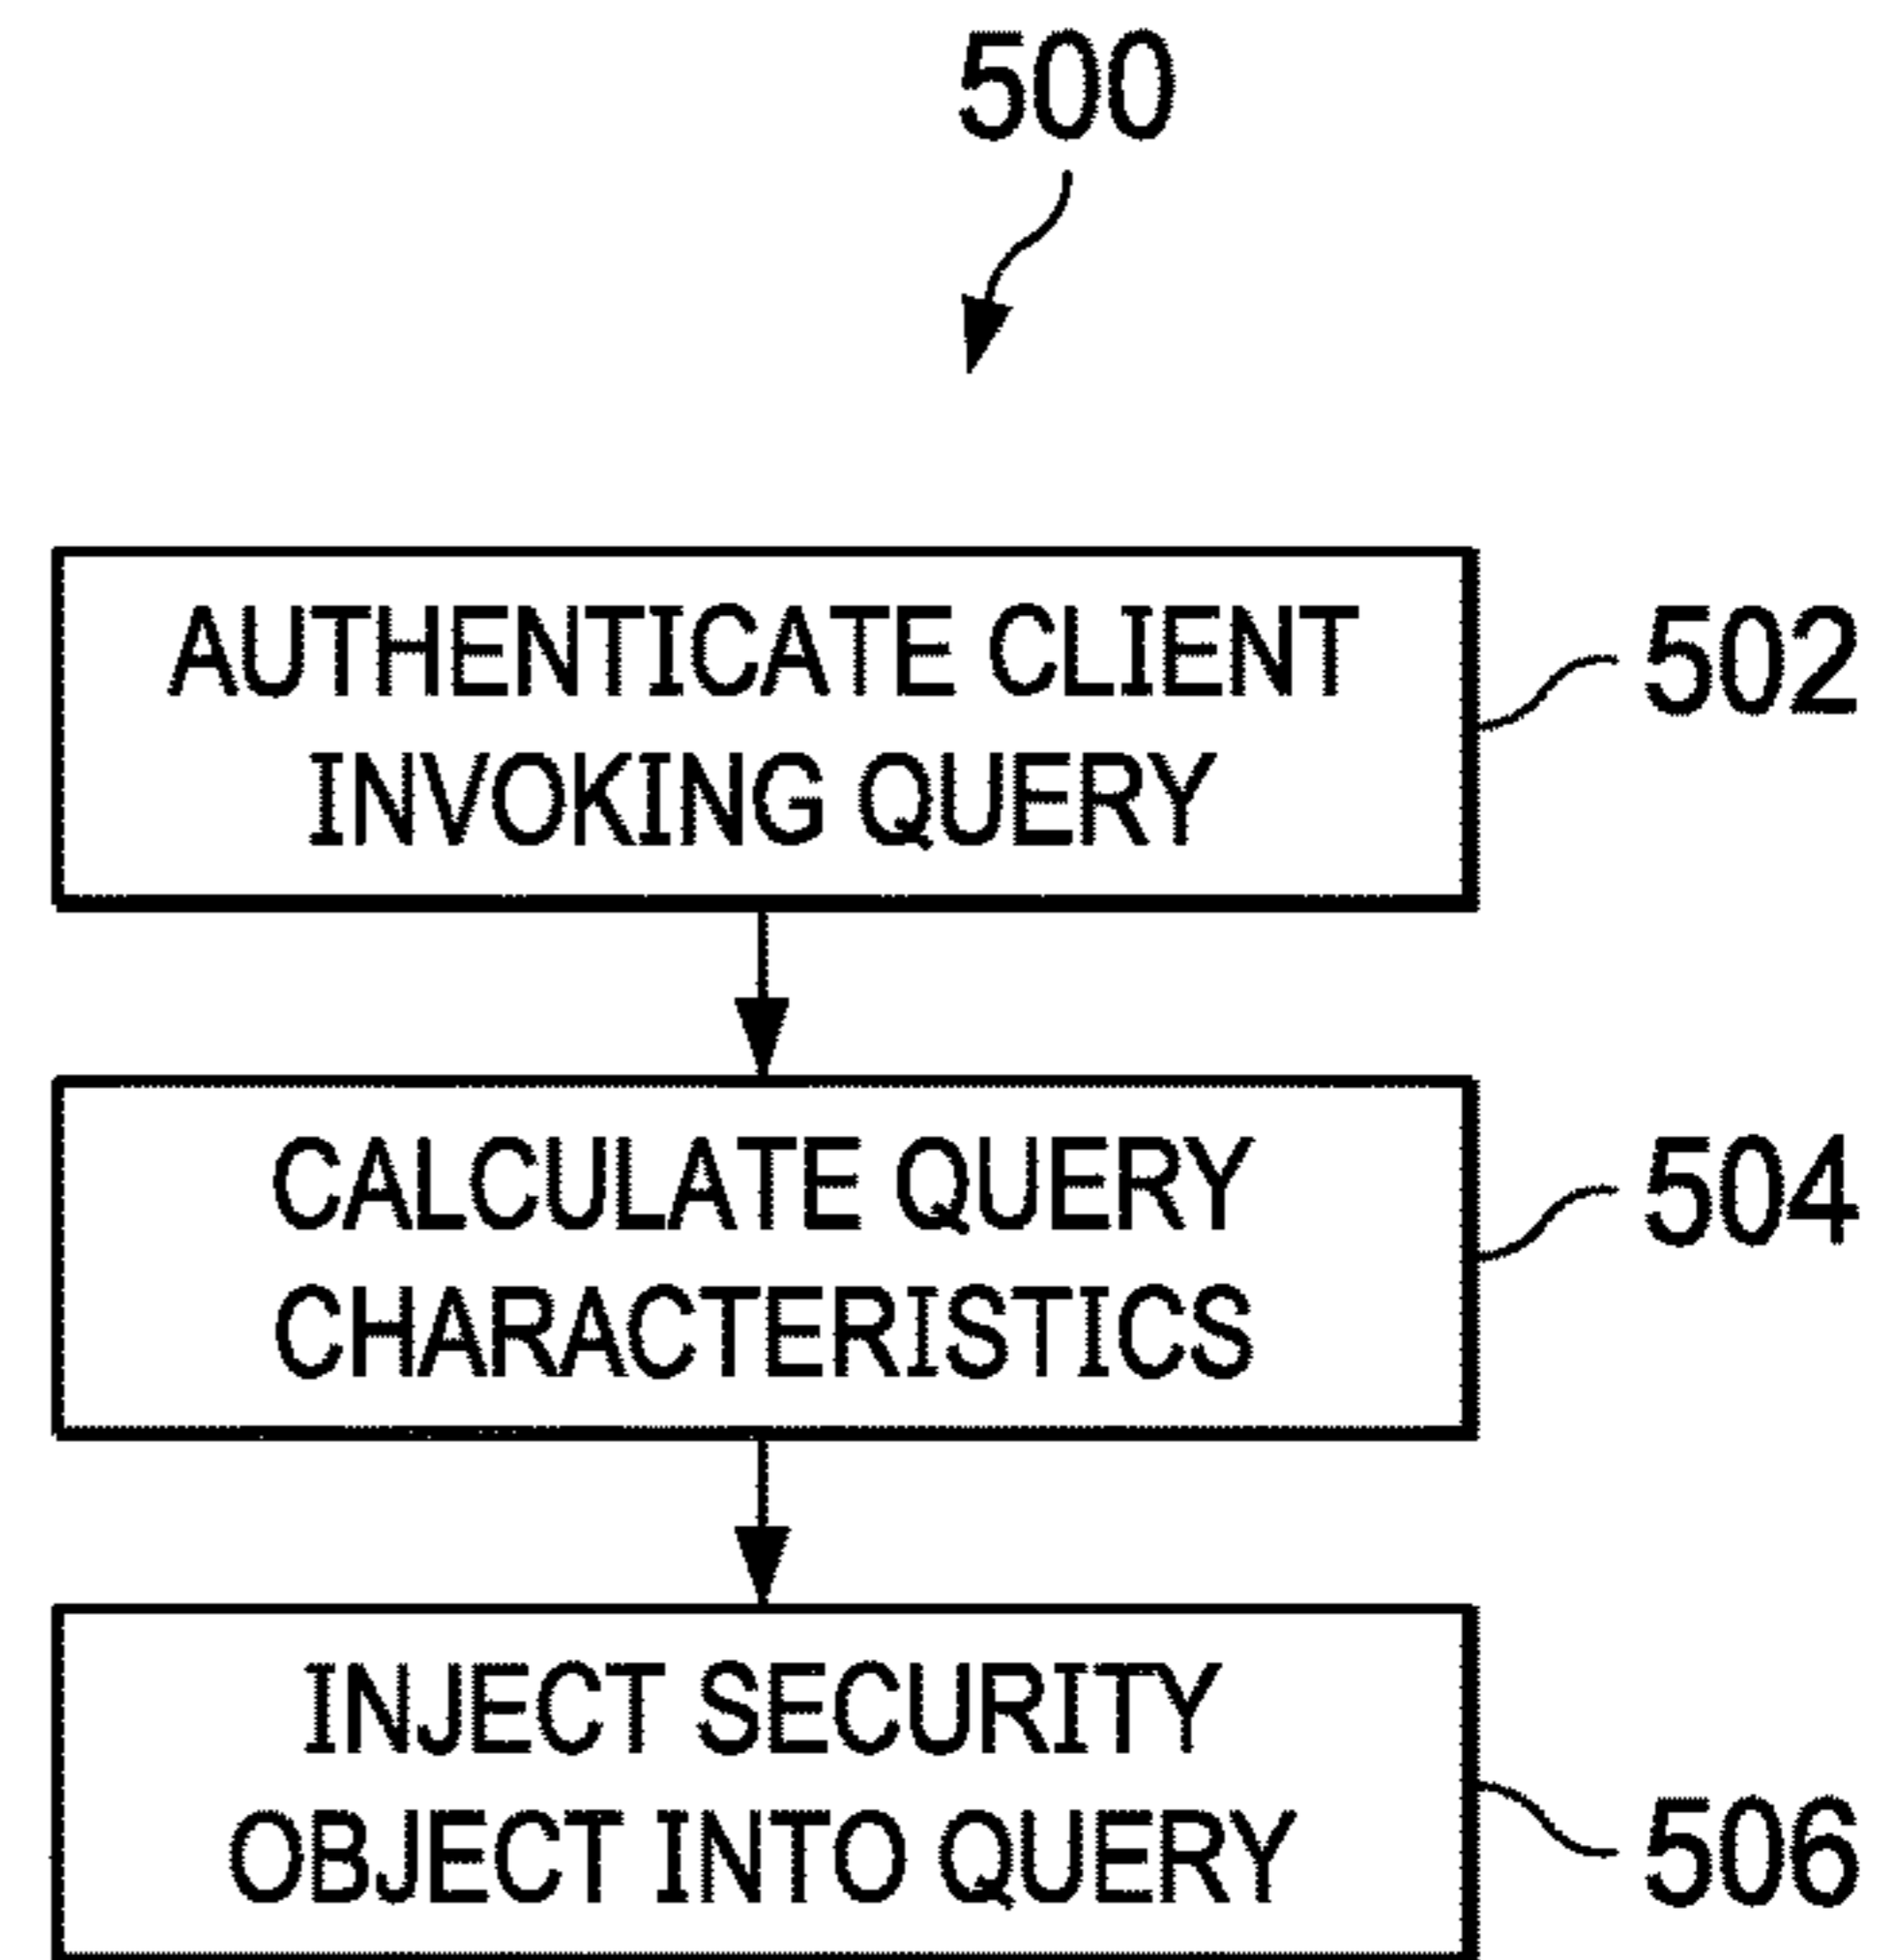 500
AUTHENTICATE CLIENT
INVOKING QUERY
502
CALCULATE QUERY
CHARACTERISTICS
504
INJECT SECURITY
OBJECT INTO QUERY
506